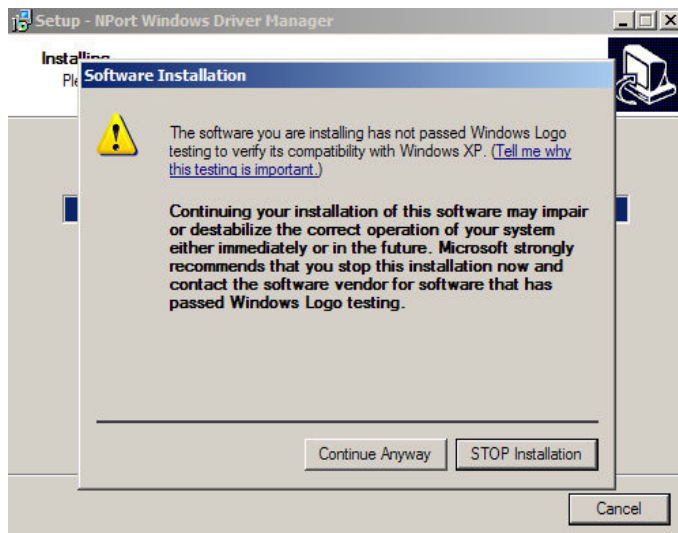 Setup - NPort Windows Driver Manager
Installing
Software Installation
The software you are installing has not passed Windows Logo
testing to verify its compatibility with Windows XP. (Tell me why
this testing is important.)
Continuing your installation of this software may impair
or destabilize the correct operation of your system
either immediately or in the future. Microsoft strongly
recommends that you stop this installation now and
contact the software vendor for software that has
passed Windows Logo testing.
Continue Anyway
STOP Installation
Cancel